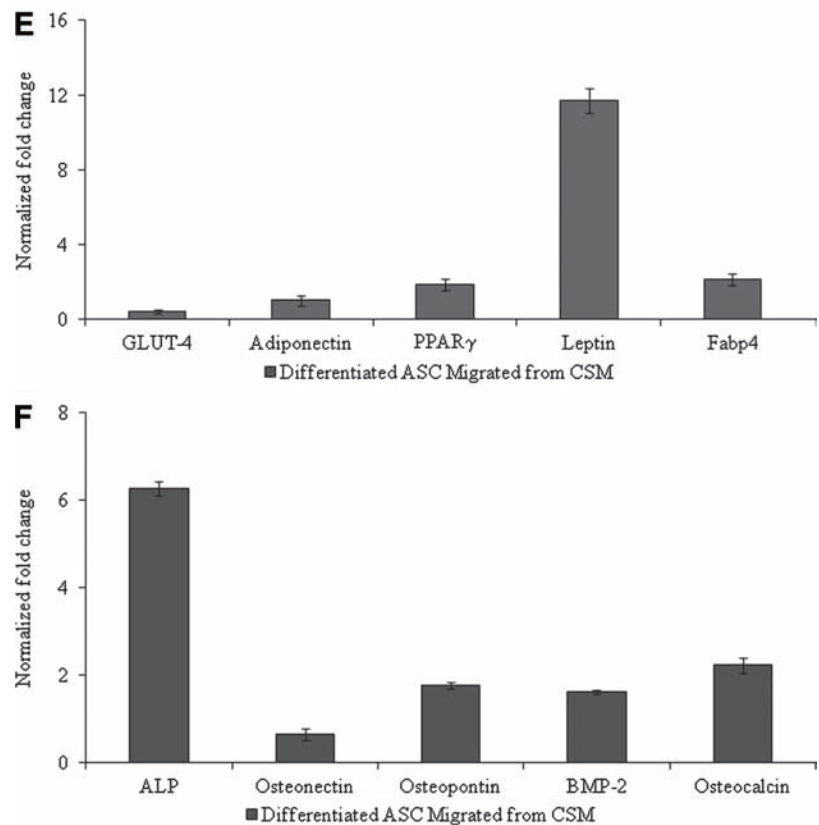 E
16
12
8
4
0
Normalized fold change
GLUT-4 Adiponectin PPARγ Leptin Fabp4
Differentiated ASC Migrated from CSM
F
8
6
4
2
0
Normalized fold change
ALP Osteonectin Osteopontin BMP-2 Osteocalcin
Differentiated ASC Migrated from CSM